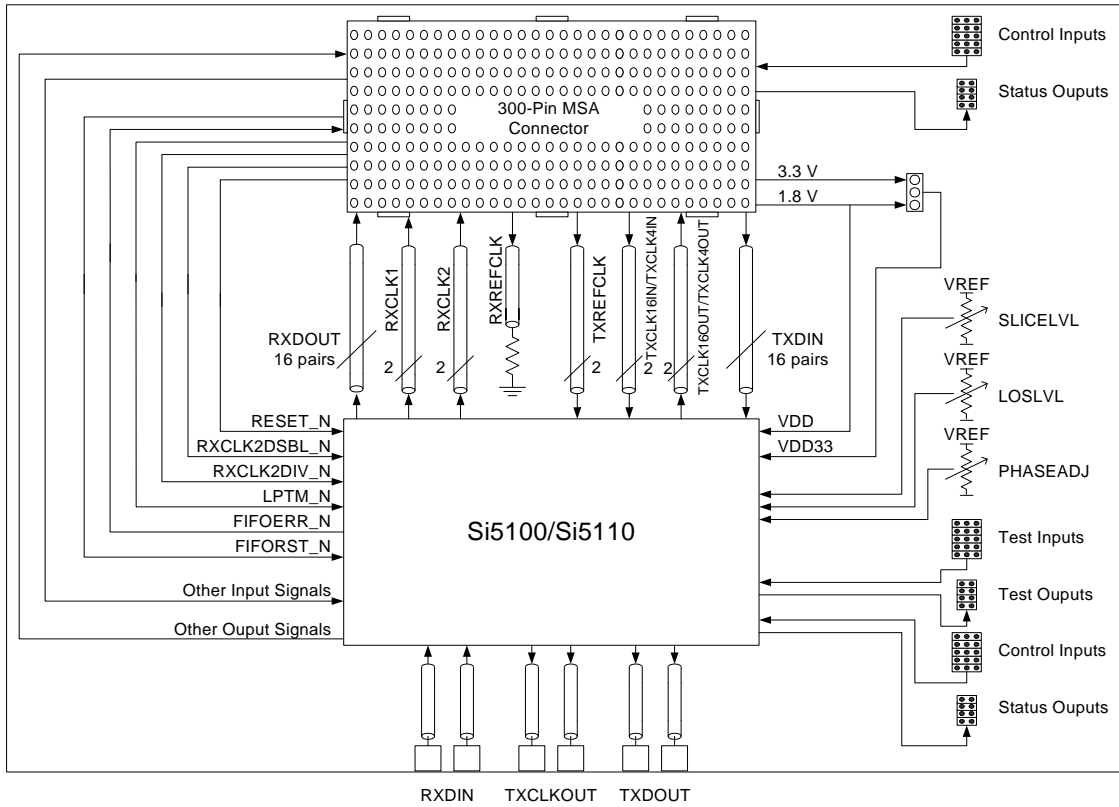 Control Inputs
Status Ouputs
300-Pin MSA
Connector
3.3 V
1.8 V
RXDOUT
16 pairs
RXCLK1
2
RXCLK2
2
RXREFCLK
TXREFCLK
2
TXCLK16IN/TXCLK4IN
2
TXCLK16OUT/TXCLK4OUT
2
TXDIN
16 pairs
VREF
SLICELVL
VREF
LOSLVL
VREF
PHASEADJ
RESET_N
RXCLK2DSBL_N
RXCLK2DIV_N
LPTM_N
FIFOERR_N
FIFORST_N
Other Input Signals
Other Ouput Signals
VDD
VDD33
Si5100/Si5110
Test Inputs
Test Ouputs
Control Inputs
Status Ouputs
RXDIN
TXCLKOUT
TXDOUT